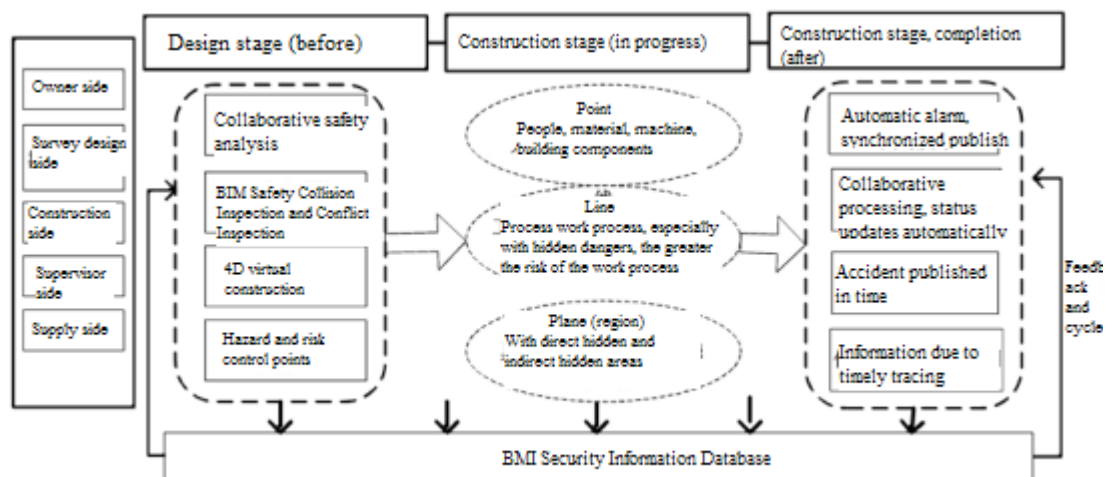 Design stage (before)
Construction stage (in progress)
Construction stage, completion
(after)
Owner side
Survey design
side
Construction
side
Supervisor
side
Supply side
Collaborative safety
analysis
BIM Safety Collision
Inspection and Conflict
Inspection
4D virtual
construction
Hazard and risk
control points
Point
People, material, machine,
building components
Line
Process work process, especially
with hidden dangers, the greater
the risk of the work process
Plane (region)
With direct hidden and
indirect hidden areas
Automatic alarm,
synchronized publish
Collaborative
processing, status
updates automatically
Accident published
in time
Information due to
timely tracing
Feedb
ack
and
cycle
BMI Security Information Database